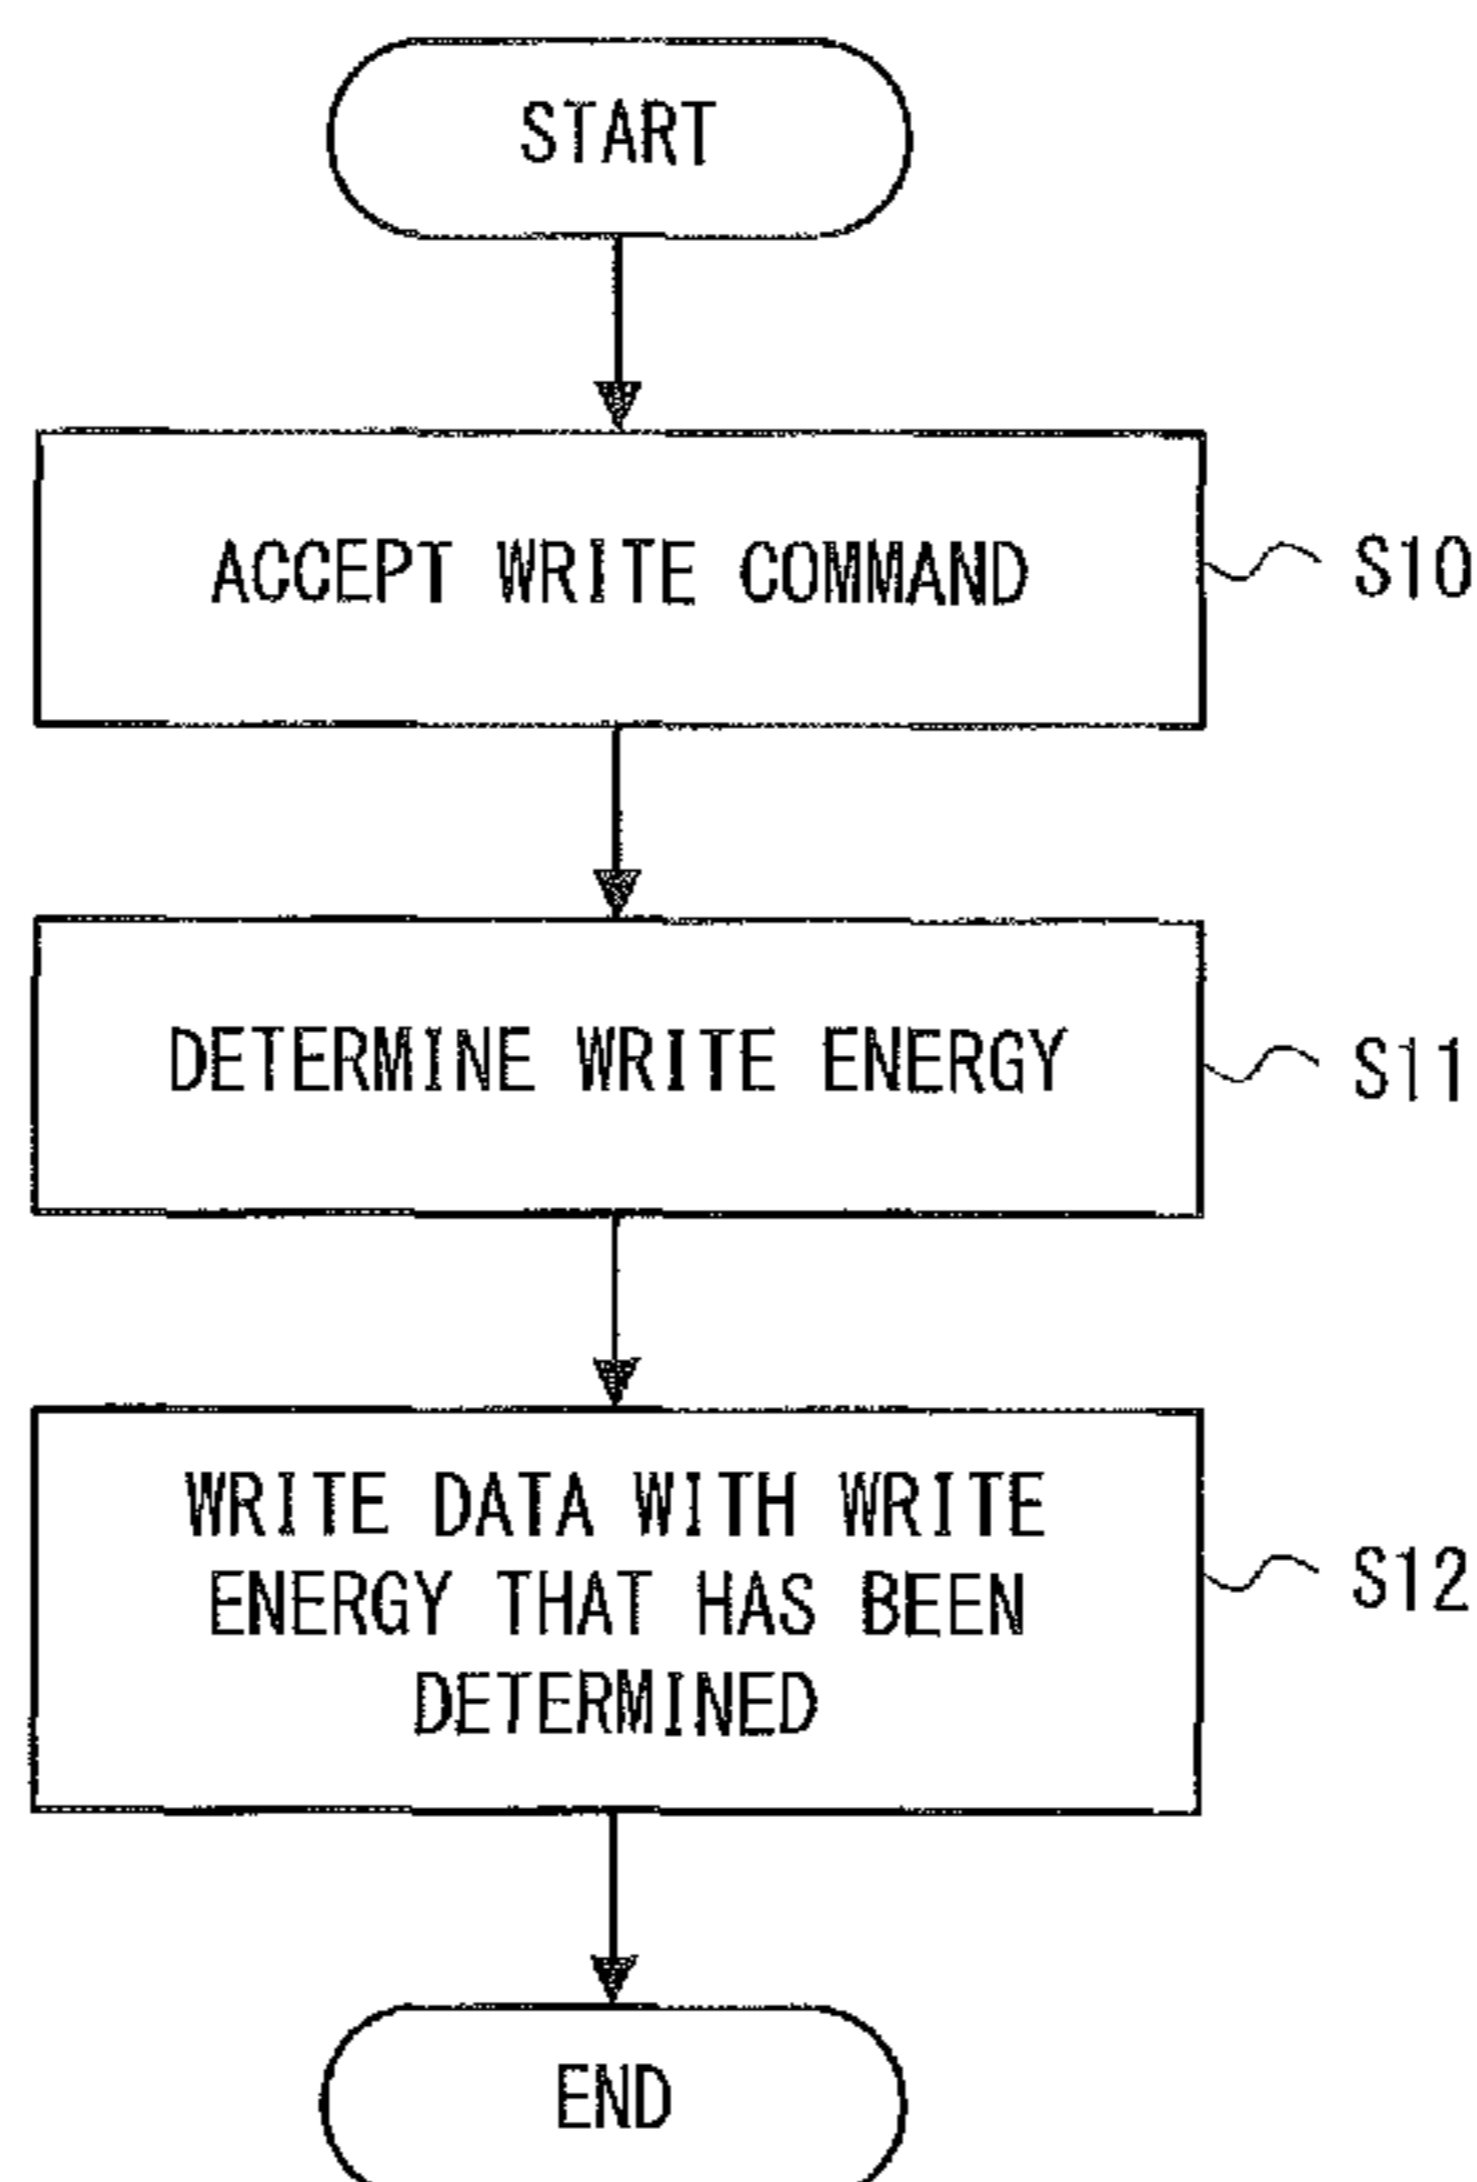 START
ACCEPT WRITE COMMAND
S10
DETERMINE WRITE ENERGY
S11
WRITE DATA WITH WRITE
ENERGY THAT HAS BEEN
DETERMINED
S12
END